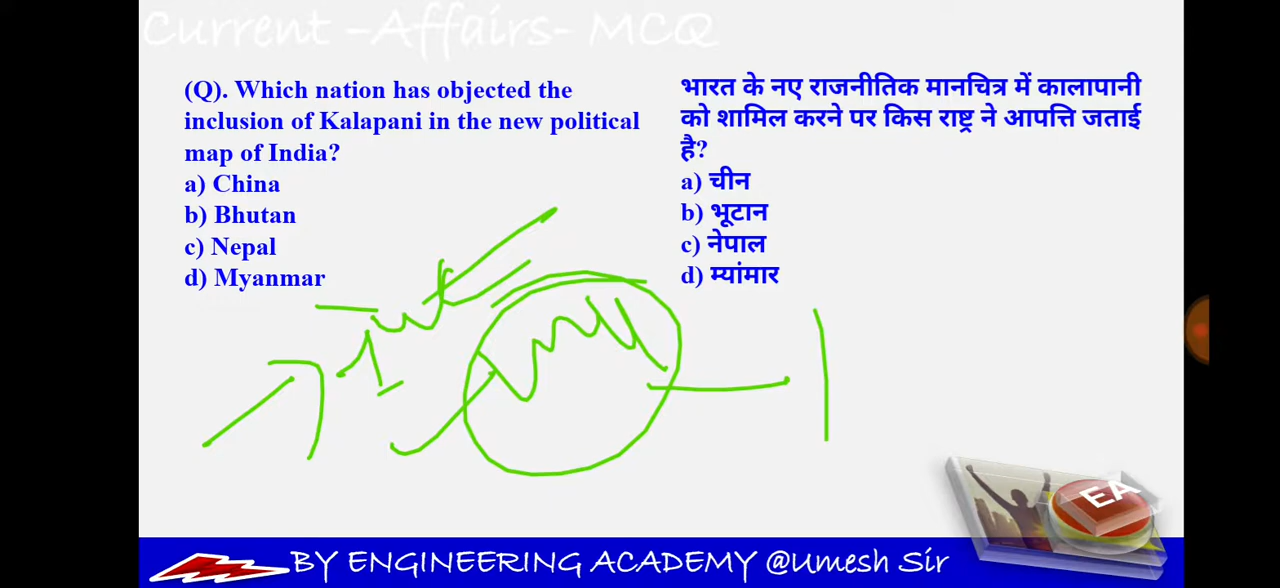 Current -Affairs- MCQ
(Q). Which nation has objected the
inclusion of Kalapani in the new political
map of India?
a) China
b) Bhutan
c) Nepal
d) Myanmar
भारत के नए राजनीतिक मानचित्र में कालापानी
को शामिल करने पर किस राष्ट्र ने आपत्ति जताई
है?
a) चीन
b) भूटान
c) नेपाल
d) म्यांमार
EA
BY ENGINEERING ACADEMY @Umesh Sir